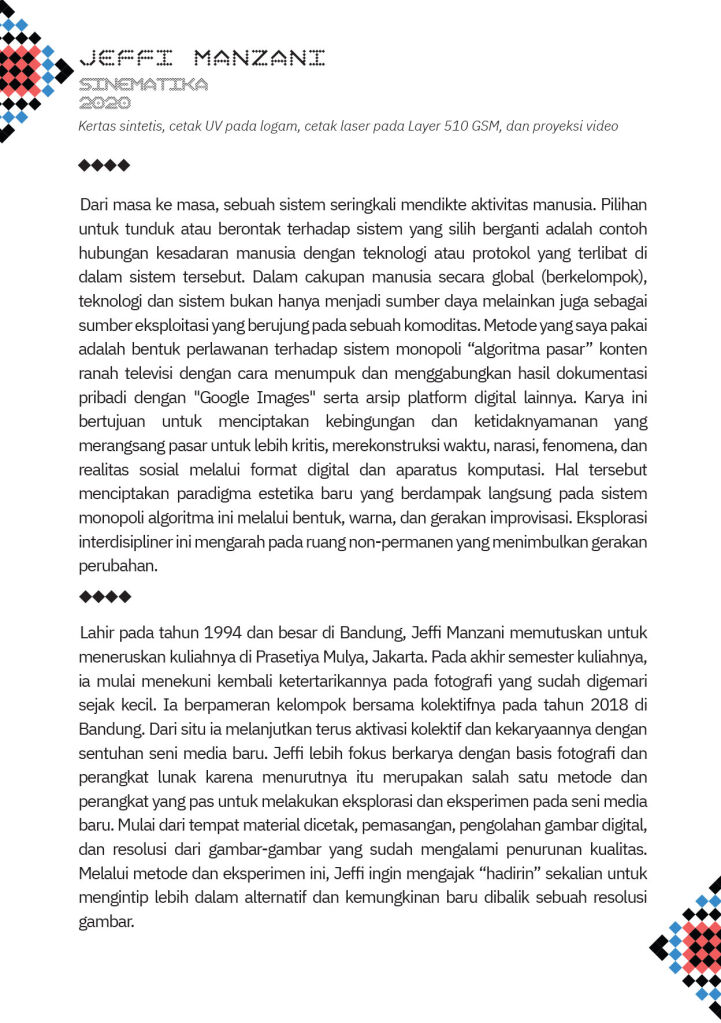 JEFFI MANZANI
SINEMATIKA
2020
Kertas sintetis, cetak UV pada logam, cetak laser pada Layer 510 GSM, dan proyeksi video
Dari masa ke masa, sebuah sistem seringkali mendikte aktivitas manusia. Pilihan
untuk tunduk atau berontak terhadap sistem yang silih berganti adalah contoh
hubungan kesadaran manusia dengan teknologi atau protokol yang terlibat di
dalam sistem tersebut. Dalam cakupan manusia secara global (berkelompok),
teknologi dan sistem bukan hanya menjadi sumber daya melainkan juga sebagai
sumber eksploitasi yang berujung pada sebuah komoditas. Metode yang saya pakai
adalah bentuk perlawanan terhadap sistem monopoli “algoritma pasar” konten
ranah televisi dengan cara menumpuk dan menggabungkan hasil dokumentasi
pribadi dengan "Google Images" serta arsip platform digital lainnya. Karya ini
bertujuan untuk menciptakan kebingungan dan ketidaknyamanan yang
merangsang pasar untuk lebih kritis, merekonstruksi waktu, narasi, fenomena, dan
realitas sosial melalui format digital dan aparatus komputasi. Hal tersebut
menciptakan paradigma estetika baru yang berdampak langsung pada sistem
monopoli algoritma ini melalui bentuk, warna, dan gerakan improvisasi. Eksplorasi
interdisipliner ini mengarah pada ruang non-permanen yang menimbulkan gerakan
perubahan.
Lahir pada tahun 1994 dan besar di Bandung, Jeffi Manzani memutuskan untuk
meneruskan kuliahnya di Prasetiya Mulya, Jakarta. Pada akhir semester kuliahnya,
ia mulai menekuni kembali ketertarikannya pada fotografi yang sudah digemari
sejak kecil. Ia berpameran kelompok bersama kolektifnya pada tahun 2018 di
Bandung. Dari situ ia melanjutkan terus aktivasi kolektif dan kekaryaannya dengan
sentuhan seni media baru. Jeffi lebih fokus berkarya dengan basis fotografi dan
perangkat lunak karena menurutnya itu merupakan salah satu metode dan
perangkat yang pas untuk melakukan eksplorasi dan eksperimen pada seni media
baru. Mulai dari tempat material dicetak, pemasangan, pengolahan gambar digital,
dan resolusi dari gambar-gambar yang sudah mengalami penurunan kualitas.
Melalui metode dan eksperimen ini, Jeffi ingin mengajak “hadirin” sekalian untuk
mengintip lebih dalam alternatif dan kemungkinan baru dibalik sebuah resolusi
gambar.